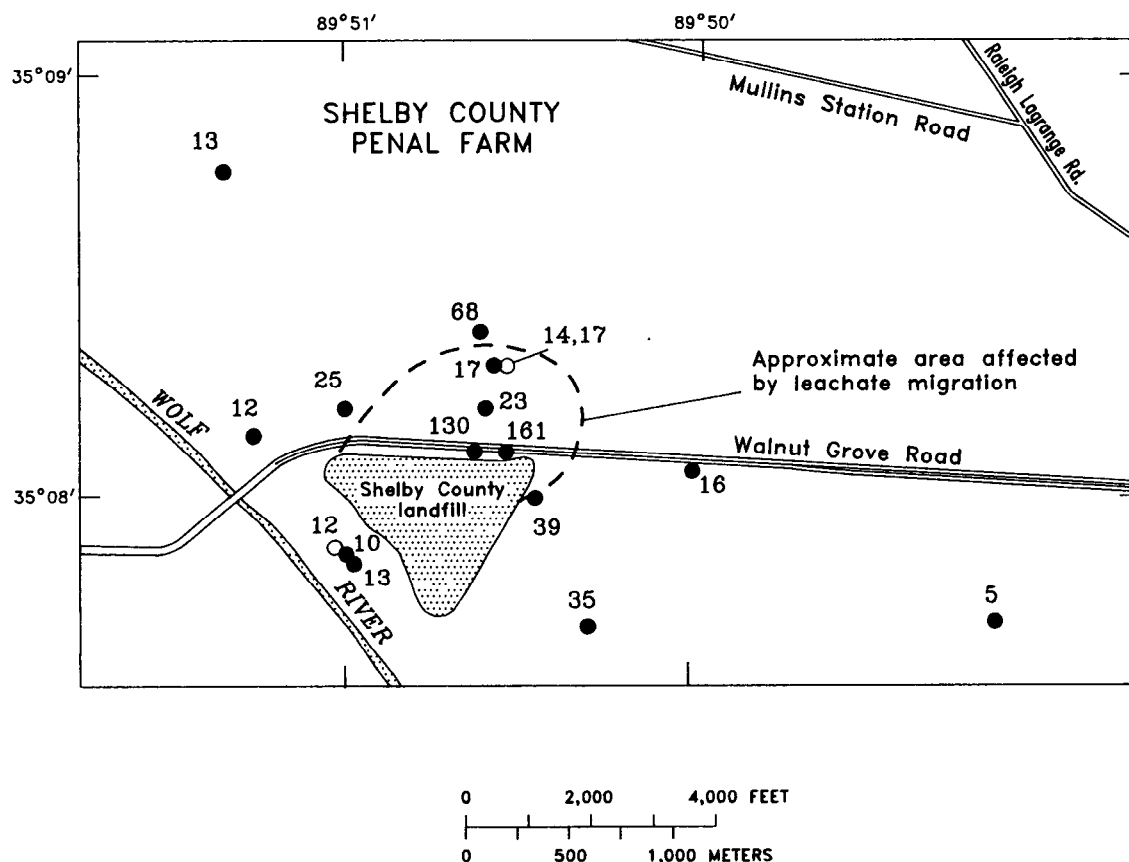 89°51'
89°50'
35°09'
SHELBY COUNTY
PENAL FARM
Mullins Station Road
Raleigh Lagrange Rd.
13
68
14,17
17
Approximate area affected
by leachate migration
25
23
12
130
161
WOLF
RIVER
Walnut Grove Road
16
35°08'
Shelby County
landfill
39
12
10
13
35
5
0
2,000
4,000 FEET
0
500
1,000 METERS